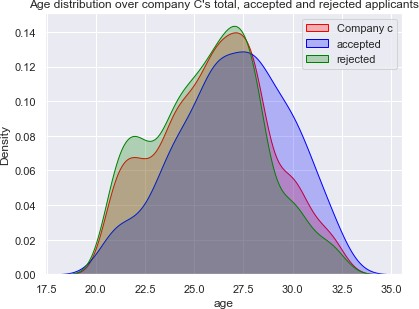 Age distribution over company C's total, accepted and rejected applicants
Company c
accepted
rejected
Density
0.14
0.12
0.10
0.08
0.06
0.04
0.02
0.00
17.5 20.0 22.5 25.0 27.5 30.0 32.5 35.0
age